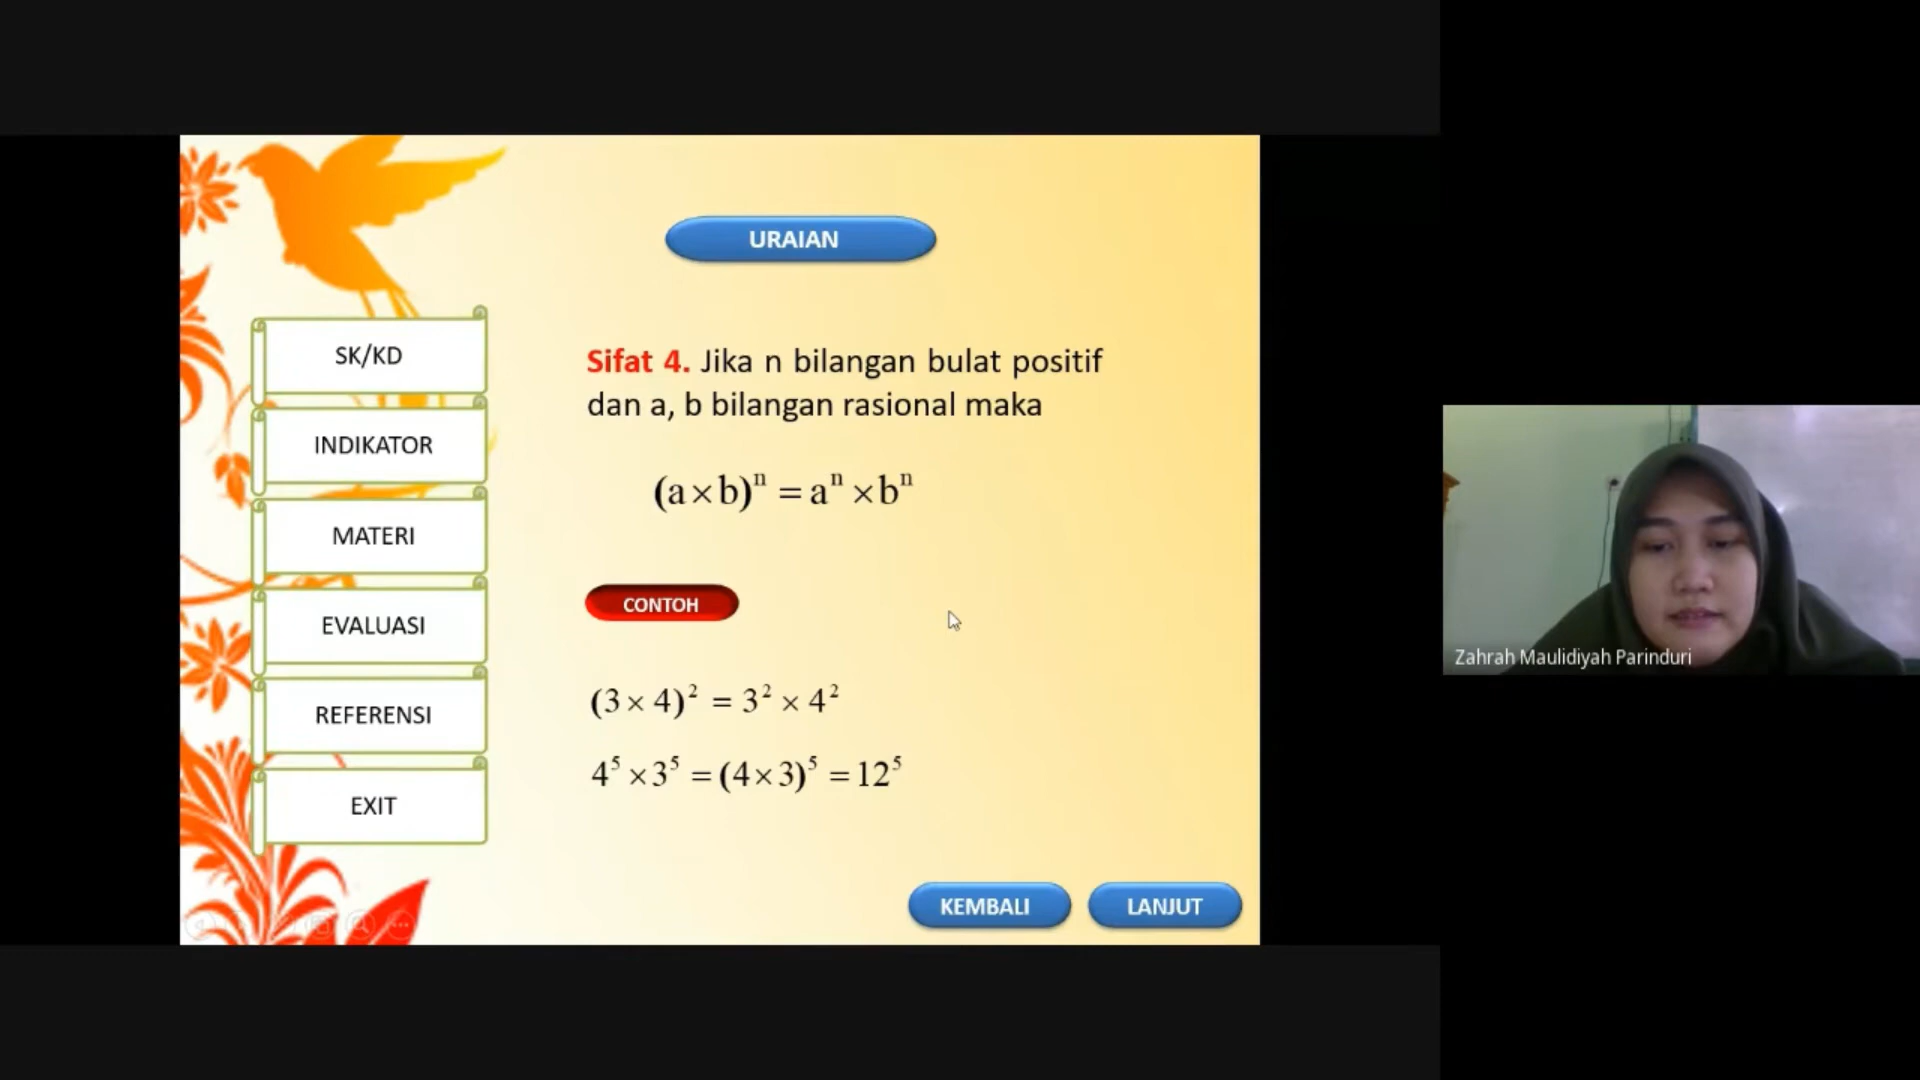 URAIAN
SK/KD
INDIKATOR
MATERI
EVALUASI
REFERENSI
EXIT
Sifat 4. Jika n bilangan bulat positif
dan a, b bilangan rasional maka
(a×b)ⁿ = aⁿ ×bⁿ
CONTOH
(3 × 4)² = 3² × 4²
4⁵ ×3⁵ = (4×3)⁵ = 12⁵
KEMBALI
LANJUT
Zahrah Maulidiyah Parinduri